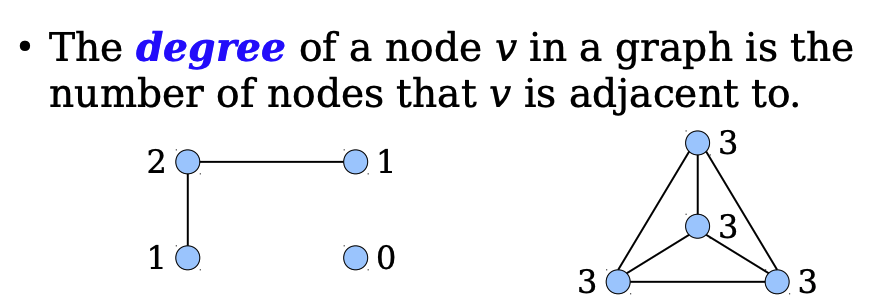 • The degree of a node v in a graph is the
number of nodes that v is adjacent to.
2 1
1 0
3
3
3 3